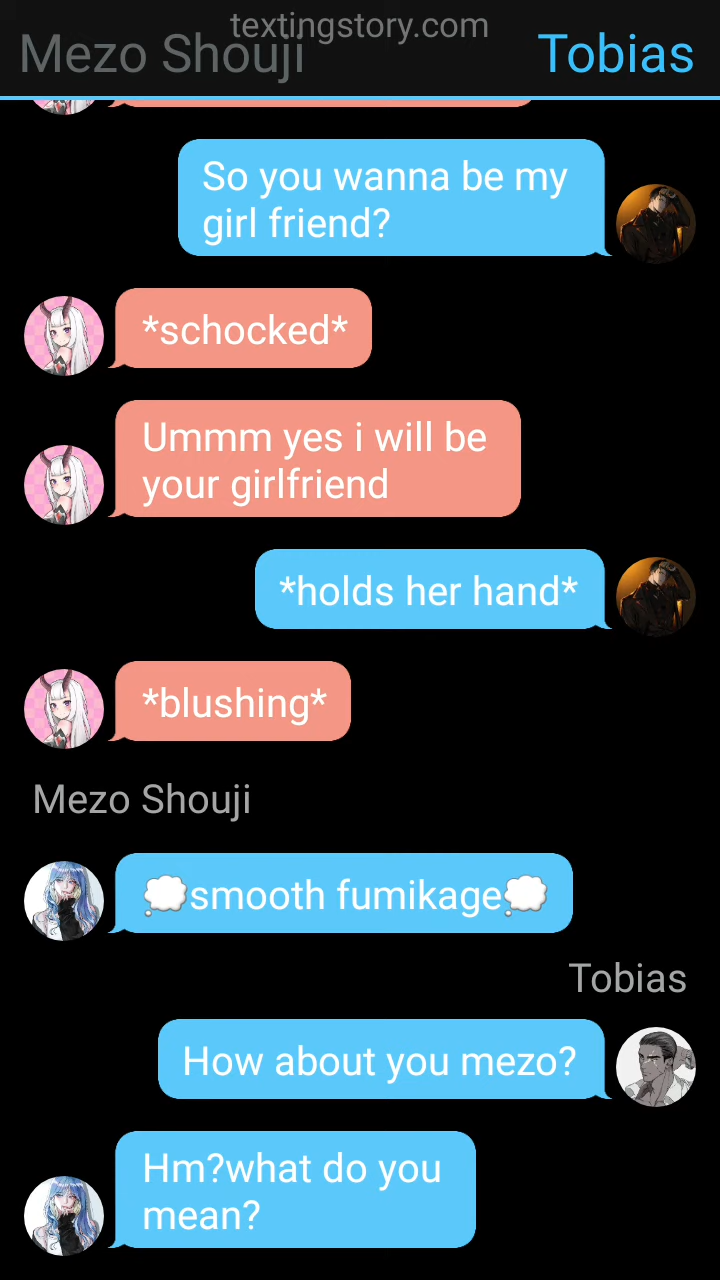 textingstory.com
Mezo Shouji
Tobias
So you wanna be my
girl friend?
*schocked*
Ummm yes i will be
your girlfriend
*holds her hand*
*blushing*
Mezo Shouji
💭smooth fumikage💭
Tobias
How about you mezo?
Hm?what do you
mean?